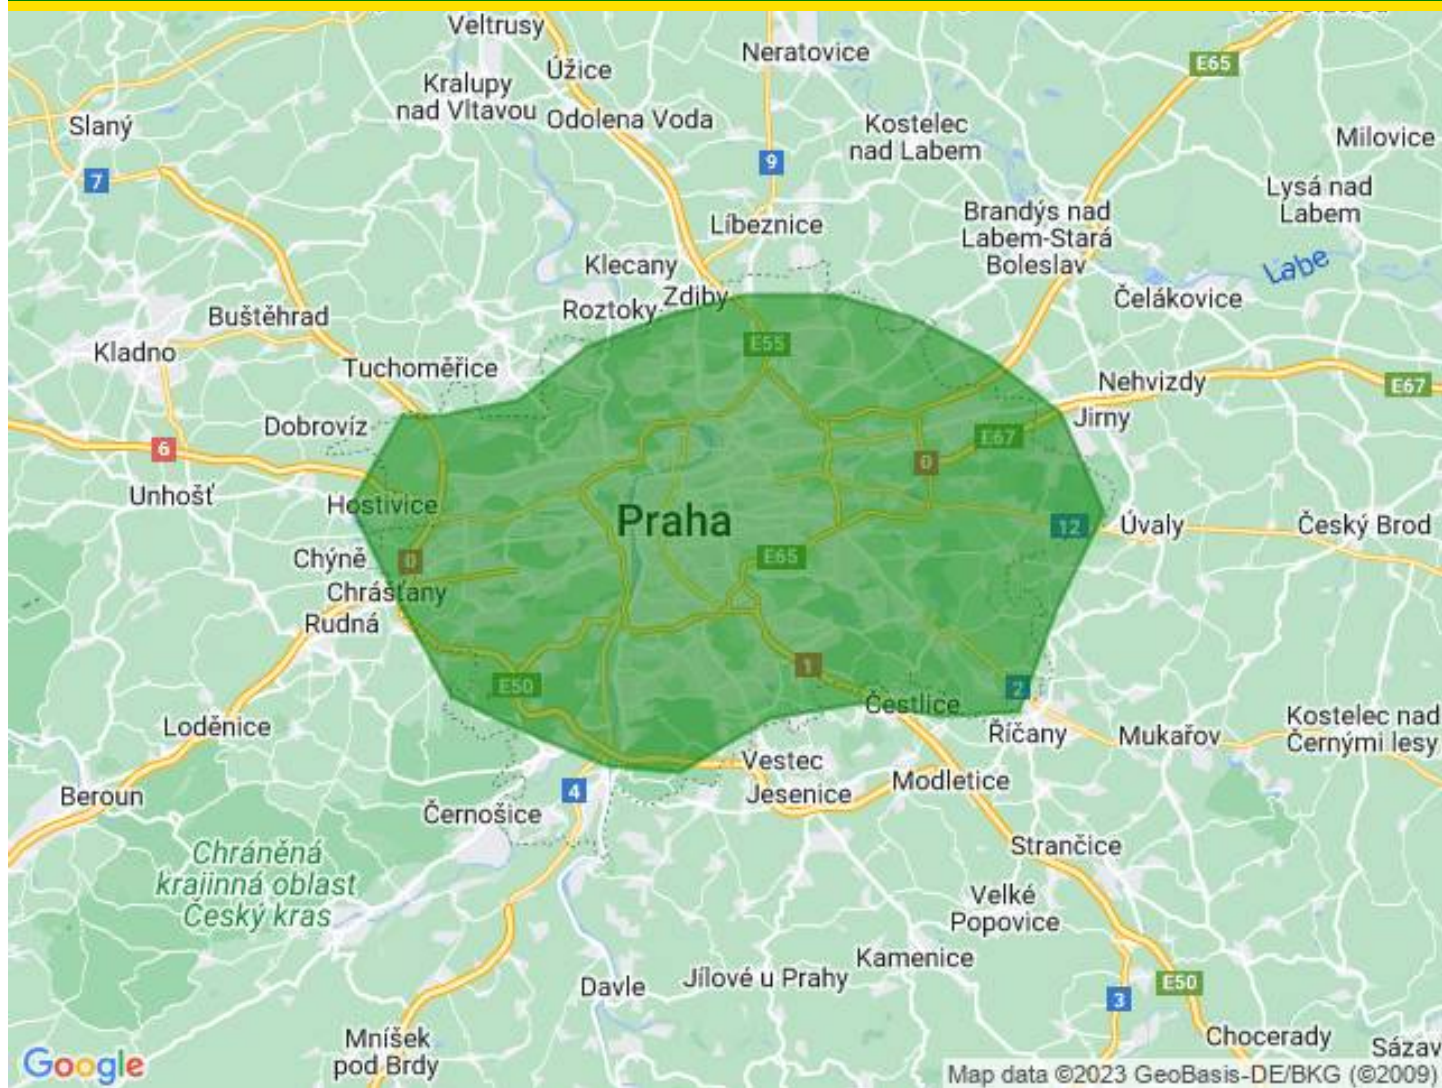 Veltrusy
Neratovice
Úžice
E65
Kralupy
nad Vltavou
Odolena Voda
Slaný
Kostelec
nad Labem
Milovice
9
7
Lysá nad
Labem
Brandýs nad
Labem-Stará
Boleslav
Líbeznice
Klecany
Labe
Zdiby
Čelákovice
Roztoky
Buštěhrad
E55
Kladno
Tuchoměřice
Nehvizdy
E67
Jirny
Dobrovíz
E67
6
0
Unhošť
Hostivice
Praha
12
Úvaly
Český Brod
Chýně
0
E65
Chrášťany
Rudná
1
E50
2
Čestlice
Loděnice
Říčany
Mukařov
Kostelec nad
Černými lesy
Vestec
Modletice
4
Jesenice
Beroun
Černošice
Strančice
Chráněná
krajinná oblast
Český kras
Velké
Popovice
Kamenice
Jílové u Prahy
Davle
E50
3
Mníšek
pod Brdy
Chocerady
Sázav
Google
Map data ©2023 GeoBasis-DE/BKG (©2009)